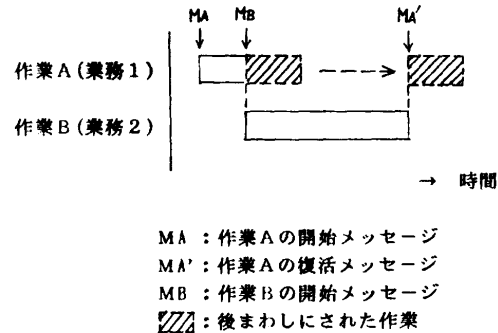 MA MB MA'
作業A(業務1)
作業B(業務2)
→ 時間
MA:作業Aの開始メッセージ
MA':作業Aの復活メッセージ
MB:作業Bの開始メッセージ
:後まわしにされた作業